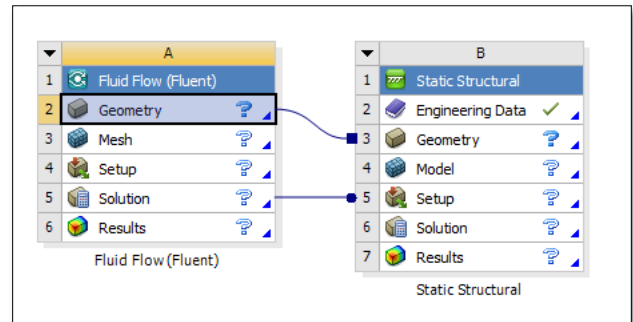 A
1 Fluid Flow (Fluent)
2 Geometry ?
3 Mesh ?
4 Setup ?
5 Solution ?
6 Results ?
Fluid Flow (Fluent)
B
1 Static Structural
2 Engineering Data ✓
3 Geometry ?
4 Model ?
5 Setup ?
6 Solution ?
7 Results ?
Static Structural